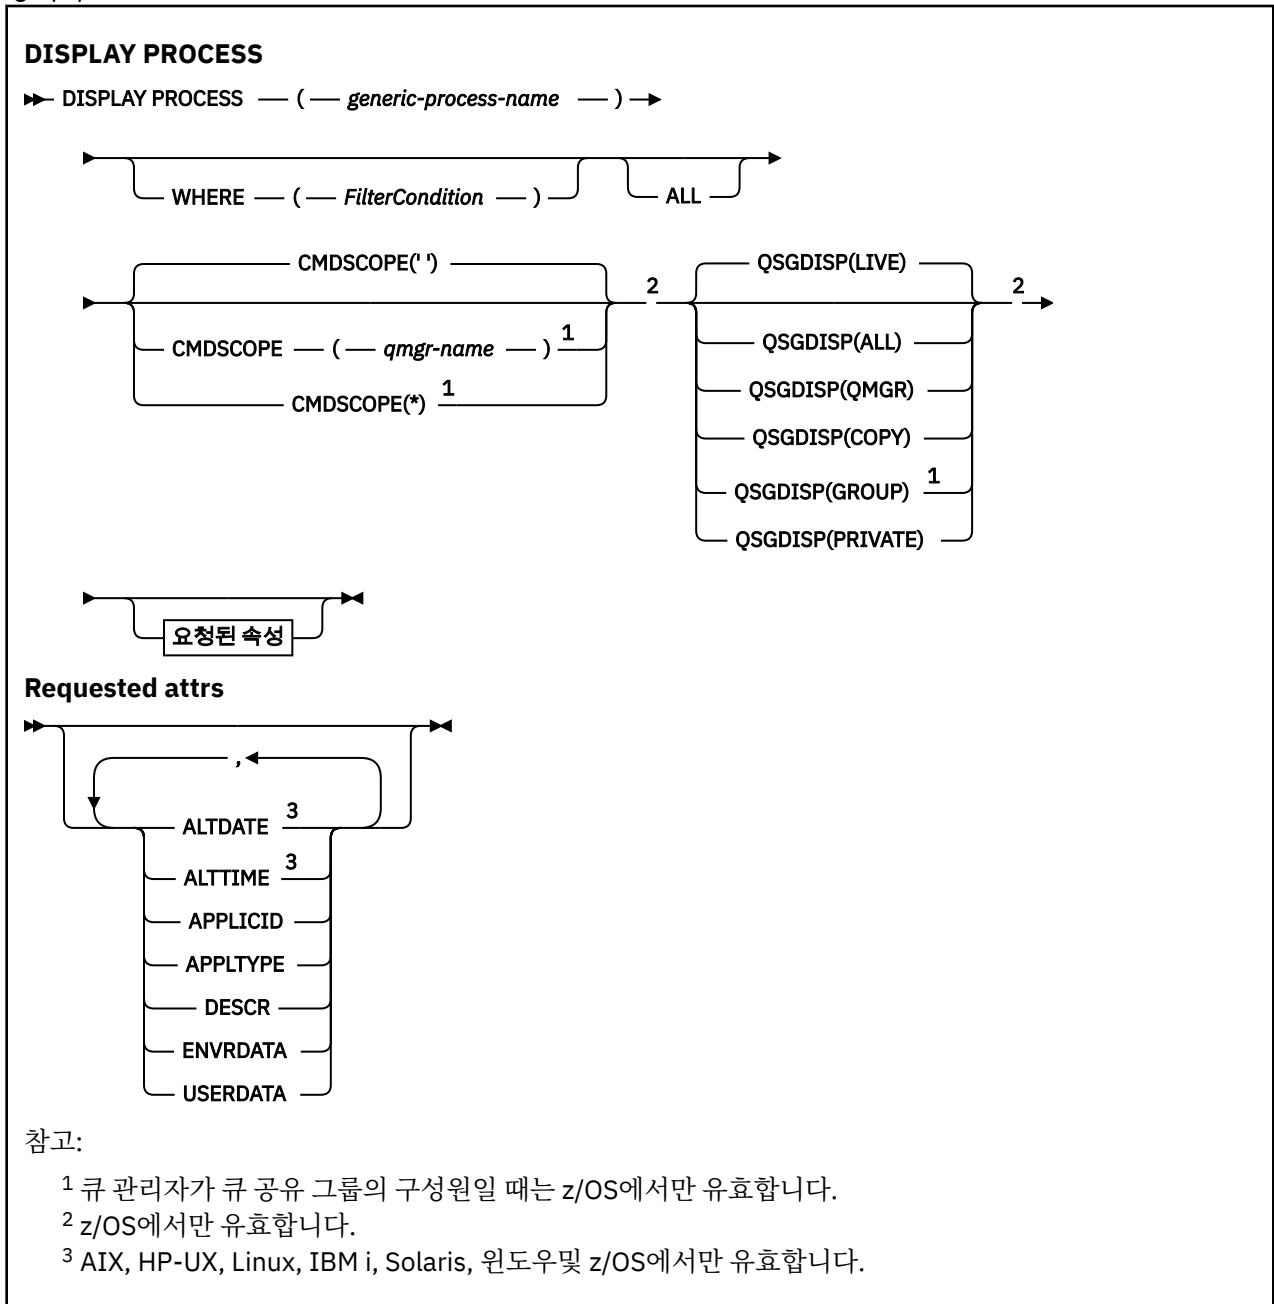 DISPLAY PROCESS
DISPLAY PROCESS ( generic-process-name )
WHERE ( FilterCondition ) ALL
CMDSCOPE(' ') 2 QSGDISP(LIVE) 2
CMDSCOPE ( qmgr-name ) 1
CMDSCOPE(*) 1
QSGDISP(ALL)
QSGDISP(QMGR)
QSGDISP(COPY)
QSGDISP(GROUP) 1
QSGDISP(PRIVATE)
요청된 속성
Requested attrs
,
ALTDATE 3
ALTTIME 3
APPLICID
APPLTYPE
DESCR
ENVRDATA
USERDATA
참고:
1 큐 관리자가 큐 공유 그룹의 구성원일 때는 z/OS에서만 유효합니다.
2 z/OS에서만 유효합니다.
3 AIX, HP-UX, Linux, IBM i, Solaris, 윈도우및 z/OS에서만 유효합니다.